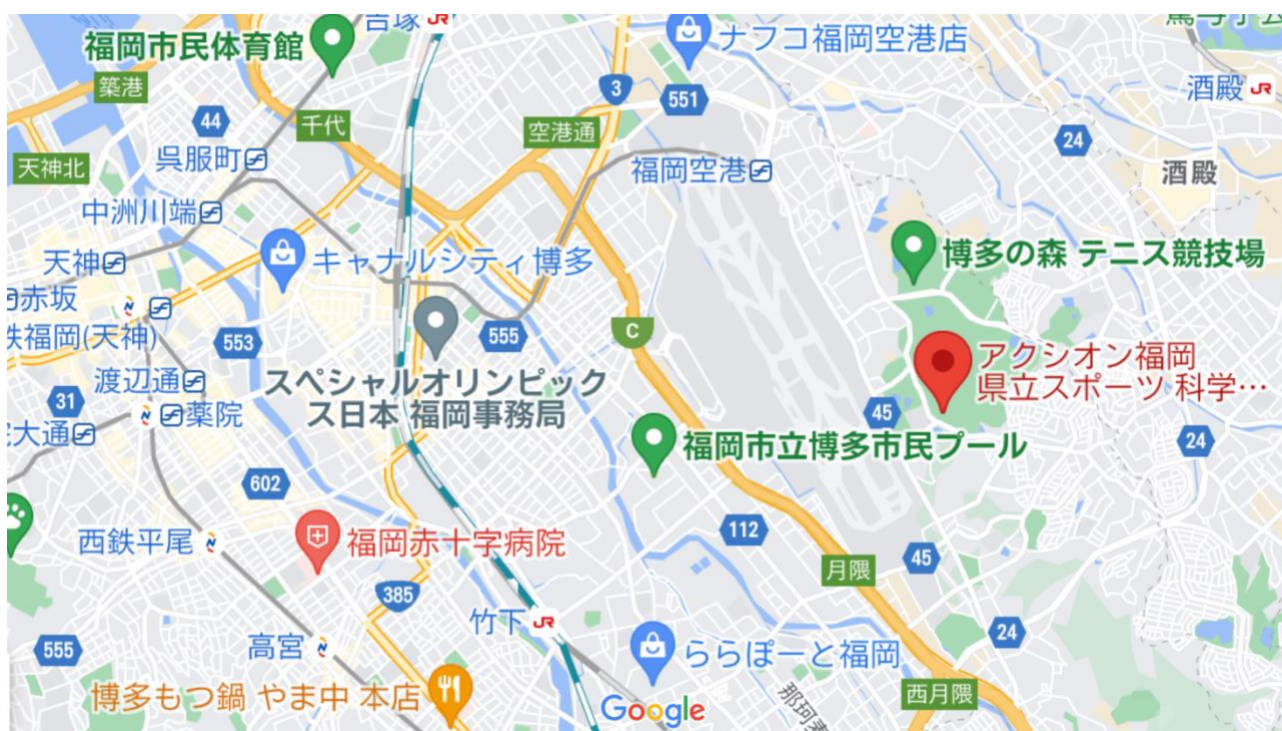 吉塚
福岡市民体育館
ナフコ福岡空港店
築港
3
551
酒殿
44
千代
空港通
24
天神北
呉服町
福岡空港
酒殿
中洲川端
天神
キャナルシティ博多
博多の森 テニス競技場
赤坂
鉄福岡(天神)
553
555
C
アクシオン福岡
県立スポーツ 科学…
スペシャルオリンピック
ス日本 福岡事務局
渡辺通
31
薬院
45
大通
福岡市立博多市民プール
24
602
西鉄平尾
福岡赤十字病院
112
月隈
45
385
竹下
24
高宮
555
ららぽーと福岡
博多もつ鍋 やま中 本店
Google
那珂
西月隈